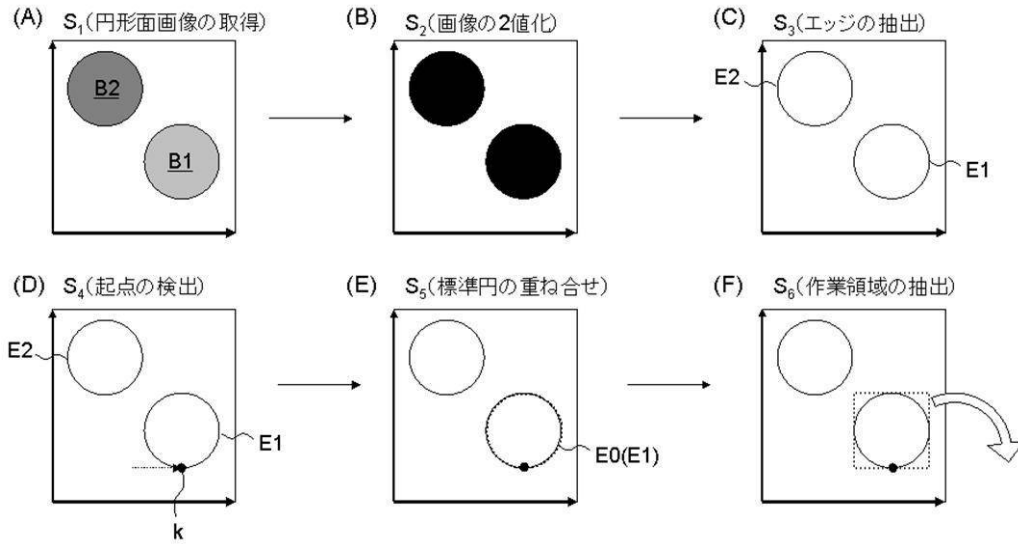 (A) S1(円形面画像の取得)
(B) S2(画像の2値化)
(C) S3(エッジの抽出)
B2
B1
E2
E1
(D) S4(起点の検出)
(E) S5(標準円の重ね合せ)
(F) S6(作業領域の抽出)
E2
E1
k
E0(E1)